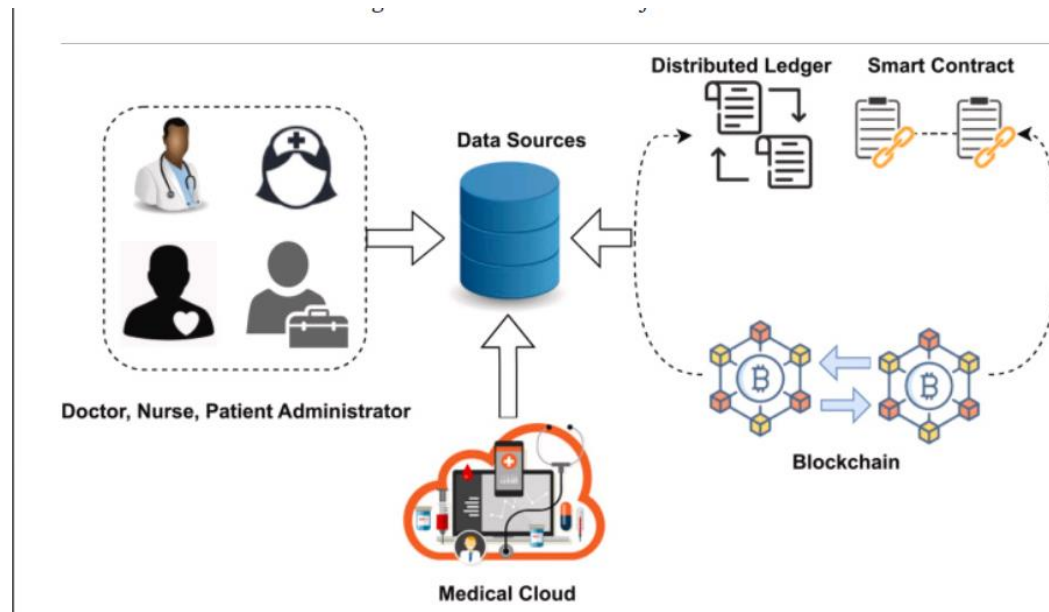 Distributed Ledger
Smart Contract
Data Sources
Doctor, Nurse, Patient Administrator
Blockchain
Medical Cloud